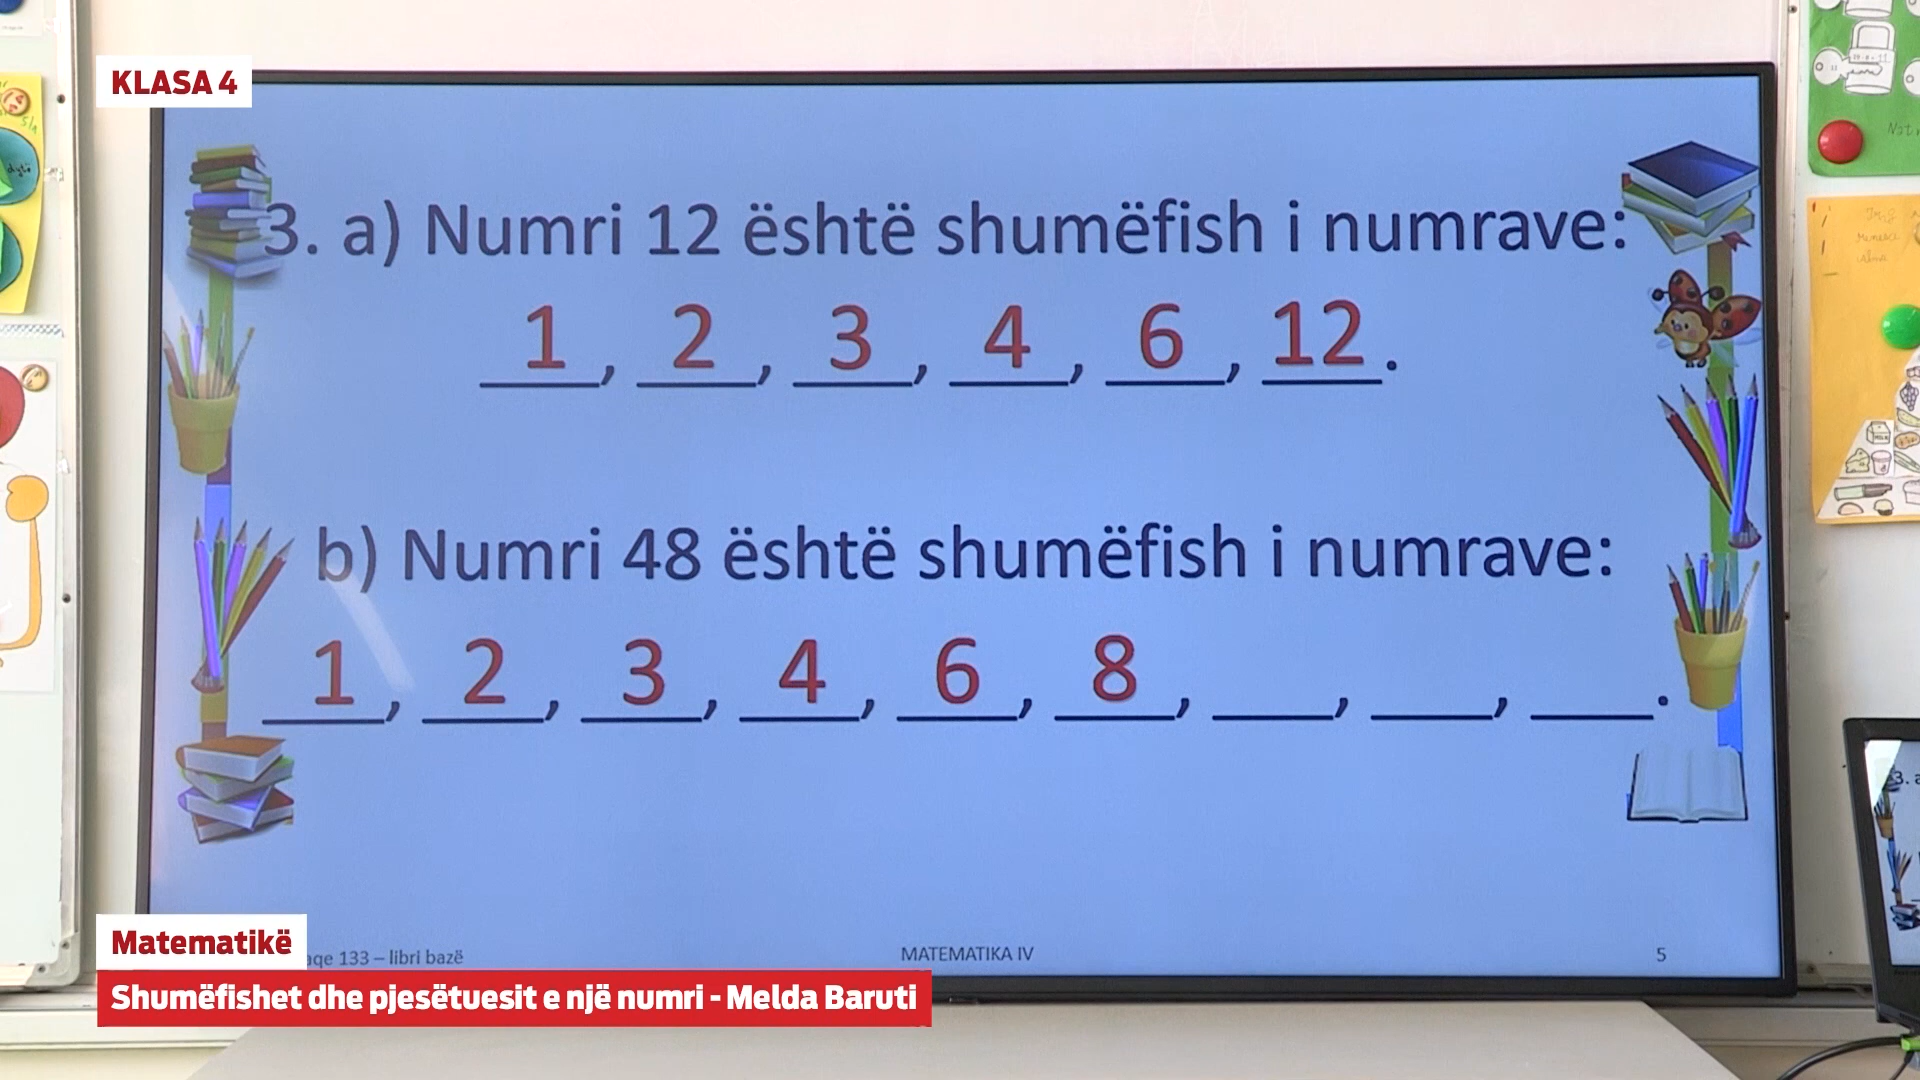 KLASA 4
3. a) Numri 12 është shumëfish i numrave:
1, 2, 3, 4, 6, 12.
b) Numri 48 është shumëfish i numrave:
1, 2, 3, 4, 6, 8, ___, ___, ___.
133 – libri bazë
MATEMATIKA IV
5
Matematikë
Shumëfishet dhe pjesëtuesit e një numri - Melda Baruti